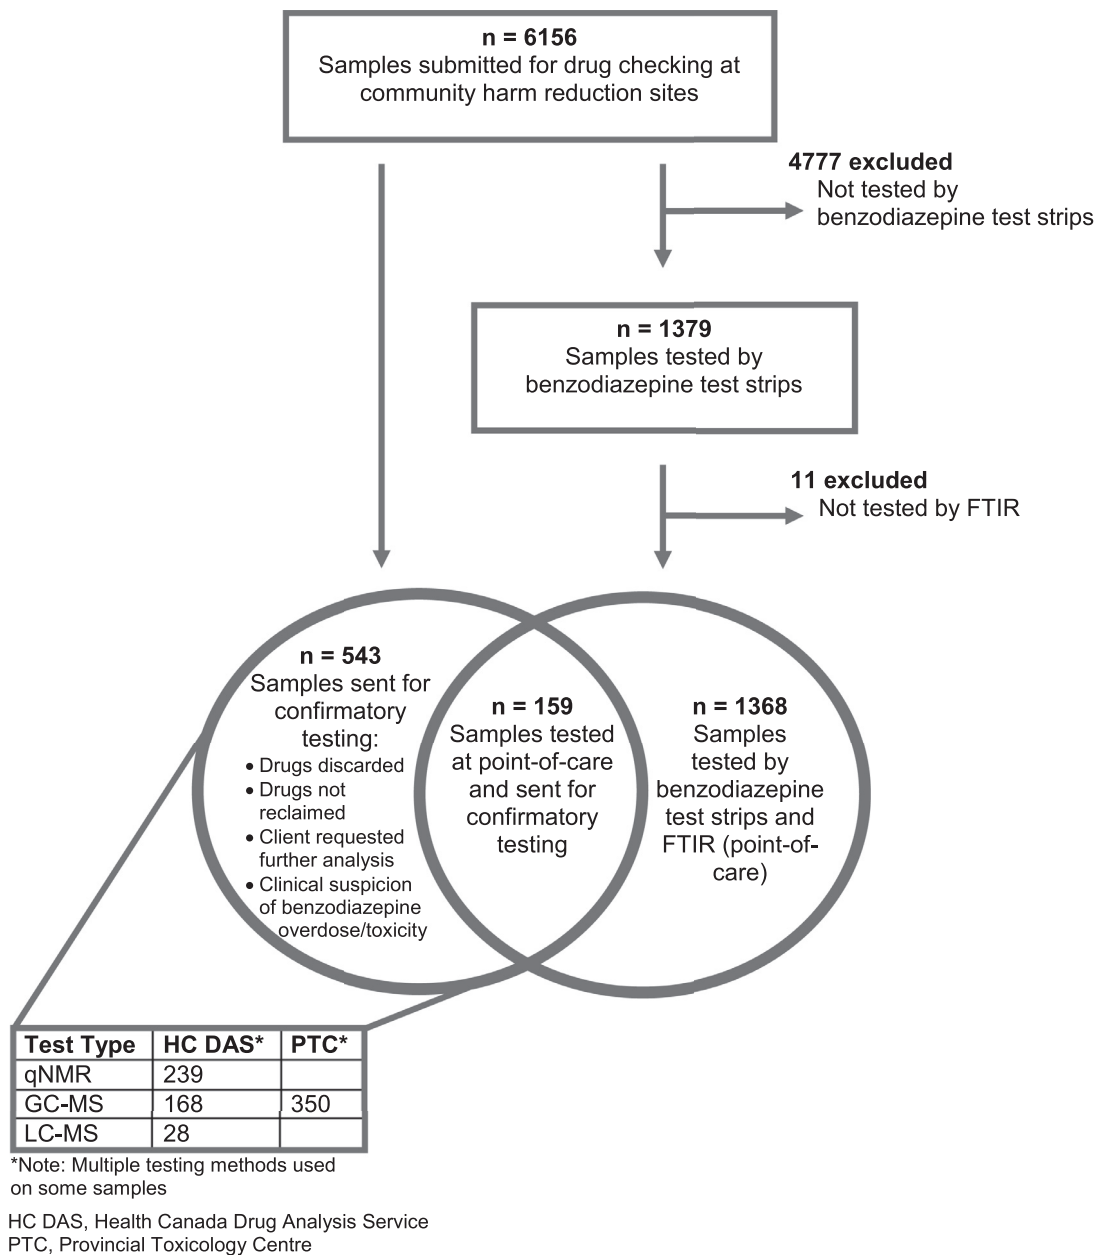 n = 6156
Samples submitted for drug checking at
community harm reduction sites
4777 excluded
Not tested by
benzodiazepine test strips
n = 1379
Samples tested by
benzodiazepine test strips
11 excluded
Not tested by FTIR
n = 543
Samples sent for
confirmatory
testing:
• Drugs discarded
• Drugs not
reclaimed
• Client requested
further analysis
• Clinical suspicion
of benzodiazepine
overdose/toxicity
n = 159
Samples tested
at point-of-care
and sent for
confirmatory
testing
n = 1368
Samples
tested by
benzodiazepine
test strips and
FTIR (point-of-
care)
Test Type HC DAS* PTC*
qNMR 239
GC-MS 168 350
LC-MS 28
*Note: Multiple testing methods used
on some samples
HC DAS, Health Canada Drug Analysis Service
PTC, Provincial Toxicology Centre